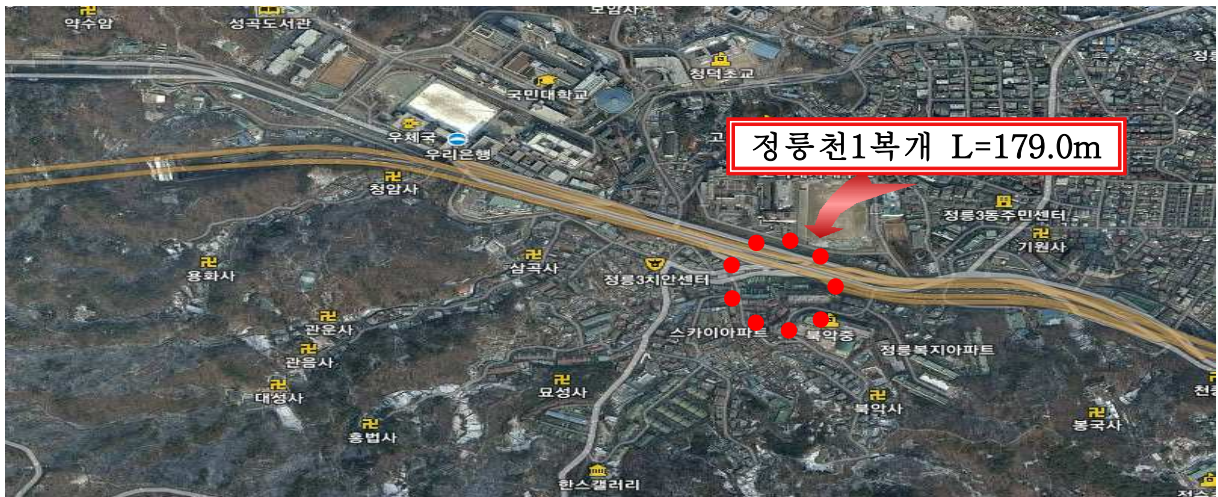 약수암
성곡도서관
보암사
청덕초교
국민대학교
우체국
우리은행
고
정릉천1복개 L=179.0m
청암사
정릉3동주민센터
기원사
용화사
삼곡사
정릉3치안센터
관운사
스카이아파트
북악중
정릉복지아파트
관음사
대성사
묘성사
북악사
봉국사
홍법사
한스갤러리